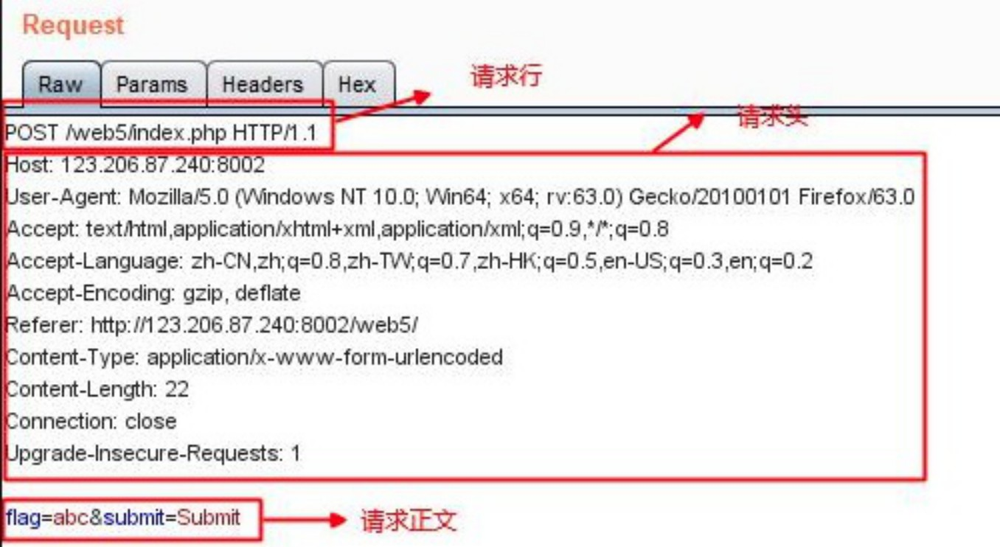 Request
Raw Params Headers Hex
请求行
请求头
POST /web5/index.php HTTP/1.1
Host: 123.206.87.240:8002
User-Agent: Mozilla/5.0 (Windows NT 10.0; Win64; x64; rv:63.0) Gecko/20100101 Firefox/63.0
Accept: text/html,application/xhtml+xml,application/xml;q=0.9,*/*;q=0.8
Accept-Language: zh-CN,zh;q=0.8,zh-TW;q=0.7,zh-HK;q=0.5,en-US;q=0.3,en;q=0.2
Accept-Encoding: gzip, deflate
Referer: http://123.206.87.240:8002/web5/
Content-Type: application/x-www-form-urlencoded
Content-Length: 22
Connection: close
Upgrade-Insecure-Requests: 1
flag=abc&submit=Submit
请求正文